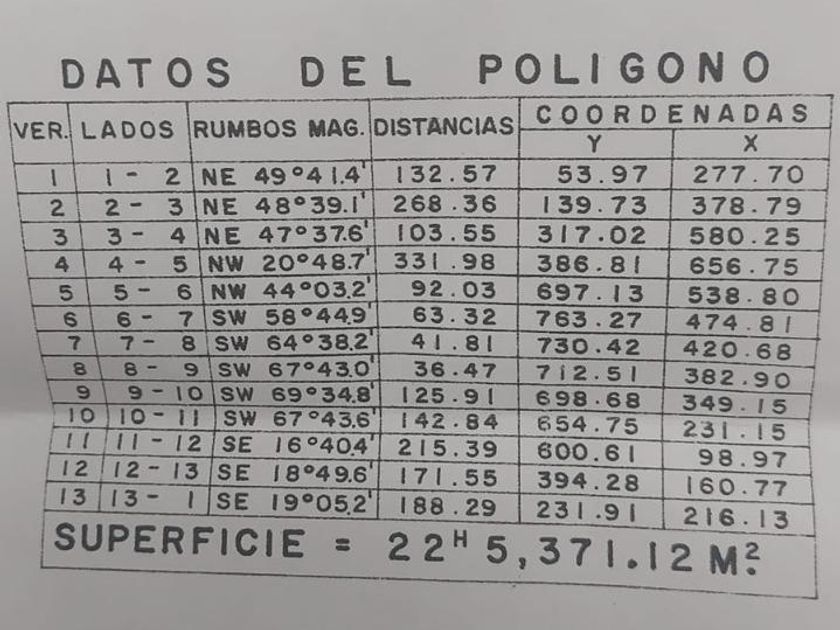 DATOS DEL POLIGONO
VER. LADOS RUMBOS MAG. DISTANCIAS COORDENADAS
Y X
1 1 - 2 NE 49°41.4' 132.57 53.97 277.70
2 2 - 3 NE 48°39.1' 268.36 139.73 378.79
3 3 - 4 NE 47°37.6' 103.55 317.02 580.25
4 4 - 5 NW 20°48.7' 331.98 386.81 656.75
5 5 - 6 NW 44°03.2' 92.03 697.13 538.80
6 6 - 7 SW 58°44.9' 63.32 763.27 474.81
7 7 - 8 SW 64°38.2' 41.81 730.42 420.68
8 8 - 9 SW 67°43.0' 36.47 712.51 382.90
9 9 - 10 SW 69°34.8' 125.91 698.68 349.15
10 10 - 11 SW 67°43.6' 142.84 654.75 231.15
11 11 - 12 SE 16°40.4' 215.39 600.61 98.97
12 12 - 13 SE 18°49.6' 171.55 394.28 160.77
13 13 - 1 SE 19°05.2' 188.29 231.91 216.13
SUPERFICIE = 22ᴴ 5,371.12 M.²